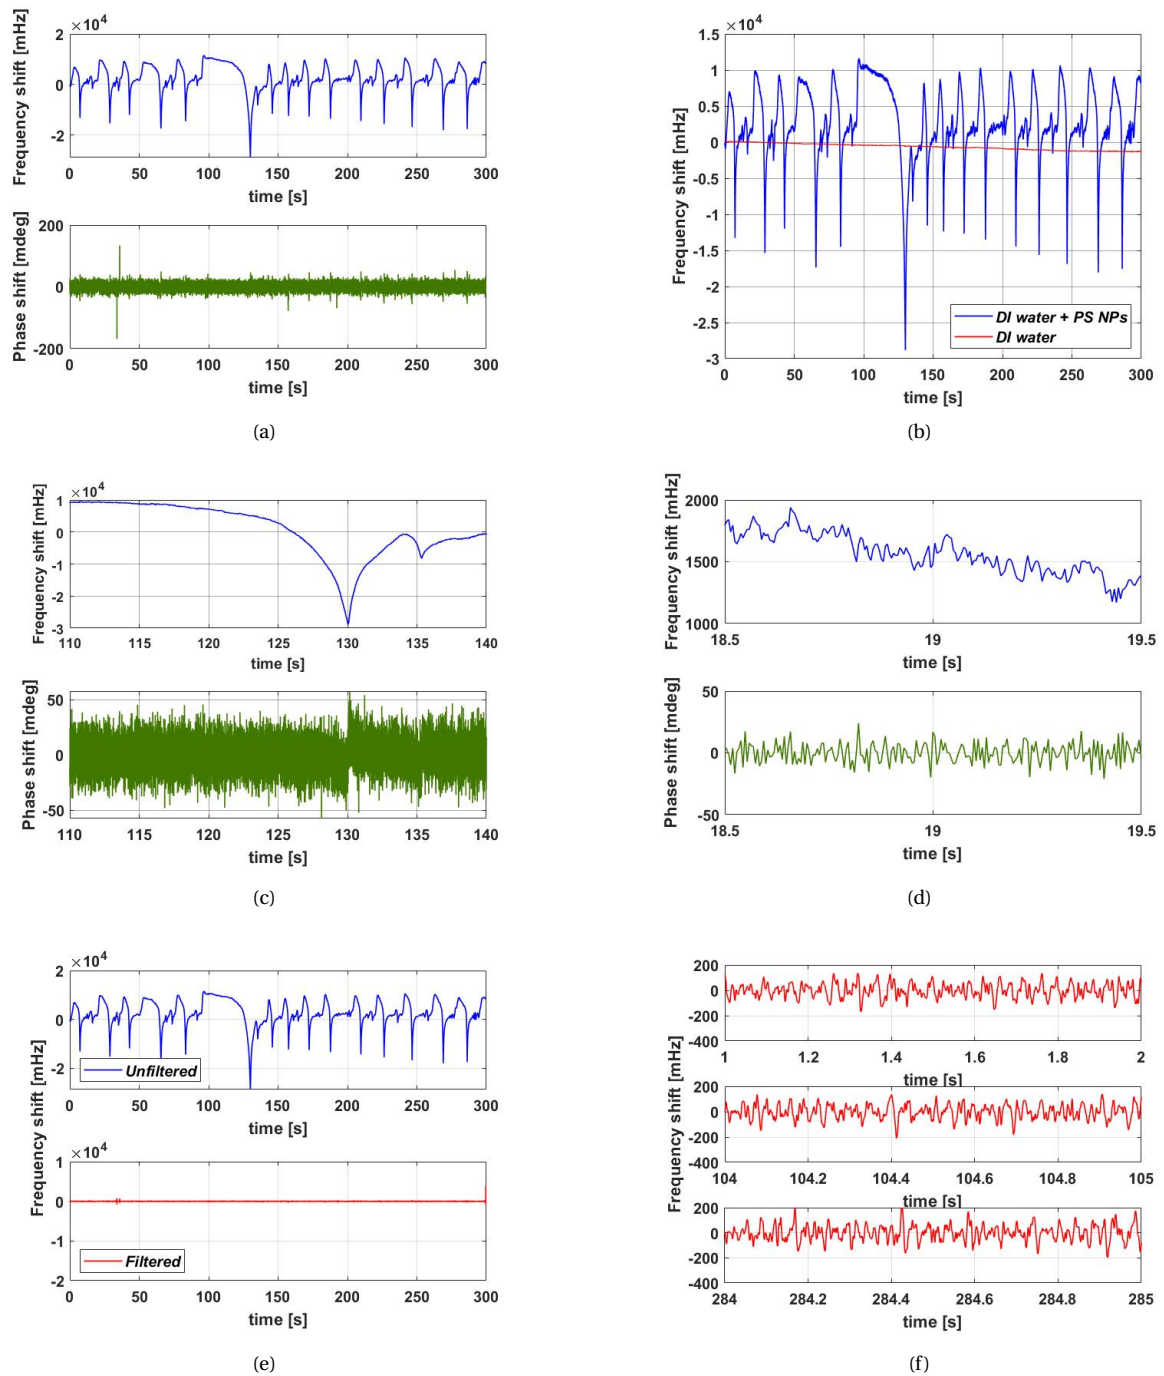 ×10⁴
Frequency shift [mHz]
2
0
-2
0 50 100 150 200 250 300
time [s]
Phase shift [mdeg]
200
0
-200
0 50 100 150 200 250 300
time [s]
(a)
×10⁴
Frequency shift [mHz]
1.5
1
0.5
0
-0.5
-1
-1.5
-2
-2.5
-3
DI water + PS NPs
DI water
0 50 100 150 200 250 300
time [s]
(b)
×10⁴
Frequency shift [mHz]
1
0
-1
-2
-3
110 115 120 125 130 135 140
time [s]
Phase shift [mdeg]
50
0
-50
110 115 120 125 130 135 140
time [s]
(c)
Frequency shift [mHz]
2000
1500
1000
18.5 19 19.5
time [s]
Phase shift [mdeg]
50
0
-50
18.5 19 19.5
time [s]
(d)
×10⁴
2
0
-2
Unfiltered
0 50 100 150 200 250 300
time [s]
Frequency shift [mHz]
×10⁴
1
0
-1
-2
Filtered
0 50 100 150 200 250 300
time [s]
(e)
Frequency shift [mHz]
200
0
-200
-400
1 1.2 1.4 1.6 1.8 2
time [s]
200
0
-200
-400
104 104.2 104.4 104.6 104.8 105
time [s]
200
0
-200
-400
284 284.2 284.4 284.6 284.8 285
time [s]
(f)